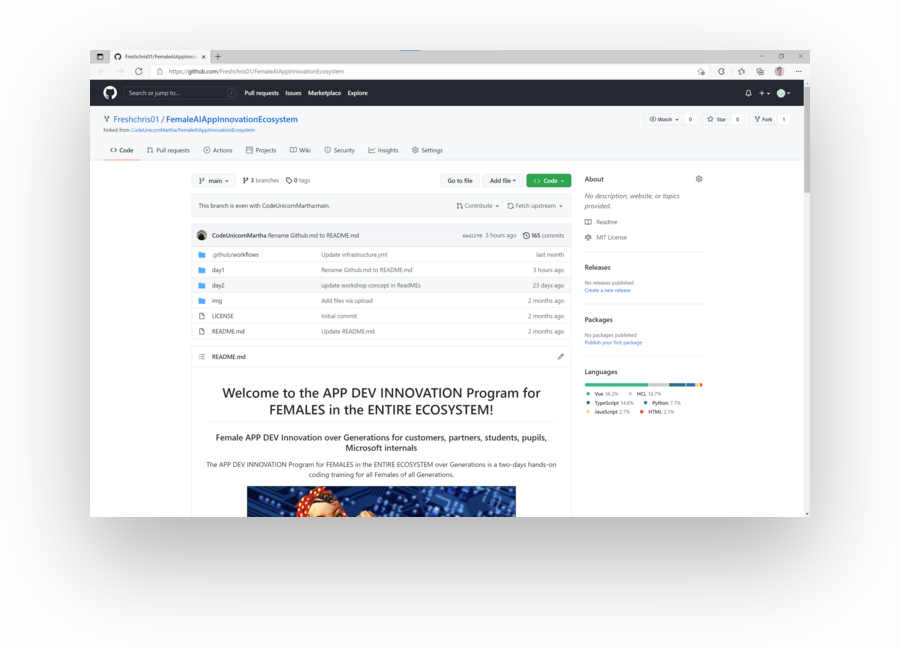 Freshchris01/FemaleAIAppInnov
https://github.com/Freshchris01/FemaleAIAppInnovationEcosystem
Search or jump to... / Pull requests Issues Marketplace Explore
Freshchris01 / FemaleAIAppInnovationEcosystem Watch 0 Star 0 Fork 1
forked from CodeUnicornMartha/FemaleAIAppInnovationEcosystem
Code Pull requests Actions Projects Wiki Security Insights Settings
main 3 branches 0 tags Go to file Add file Code
This branch is even with CodeUnicornMartha:main. Contribute Fetch upstream
CodeUnicornMartha Rename Github.md to README.md 3 hours ago 165 commits
.github/workflows Update infrastructure.yml last month
day1 Rename Github.md to README.md 3 hours ago
day2 update workshop concept in ReadMEs 23 days ago
img Add files via upload 2 months ago
LICENSE Initial commit 2 months ago
README.md Update README.md 2 months ago
README.md
Welcome to the APP DEV INNOVATION Program for
FEMALES in the ENTIRE ECOSYSTEM!
Female APP DEV Innovation over Generations for customers, partners, students, pupils,
Microsoft internals
The APP DEV INNOVATION Program for FEMALES in the ENTIRE ECOSYSTEM over Generations is a two-days hands-on
coding training for all Females of all Generations.
About
No description, website, or topics
provided.
Readme
MIT License
Releases
No releases published
Create a new release
Packages
No packages published
Publish your first package
Languages
Vue 56.2% HCL 16.7%
TypeScript 14.6% Python 7.7%
JavaScript 2.7% HTML 2.1%